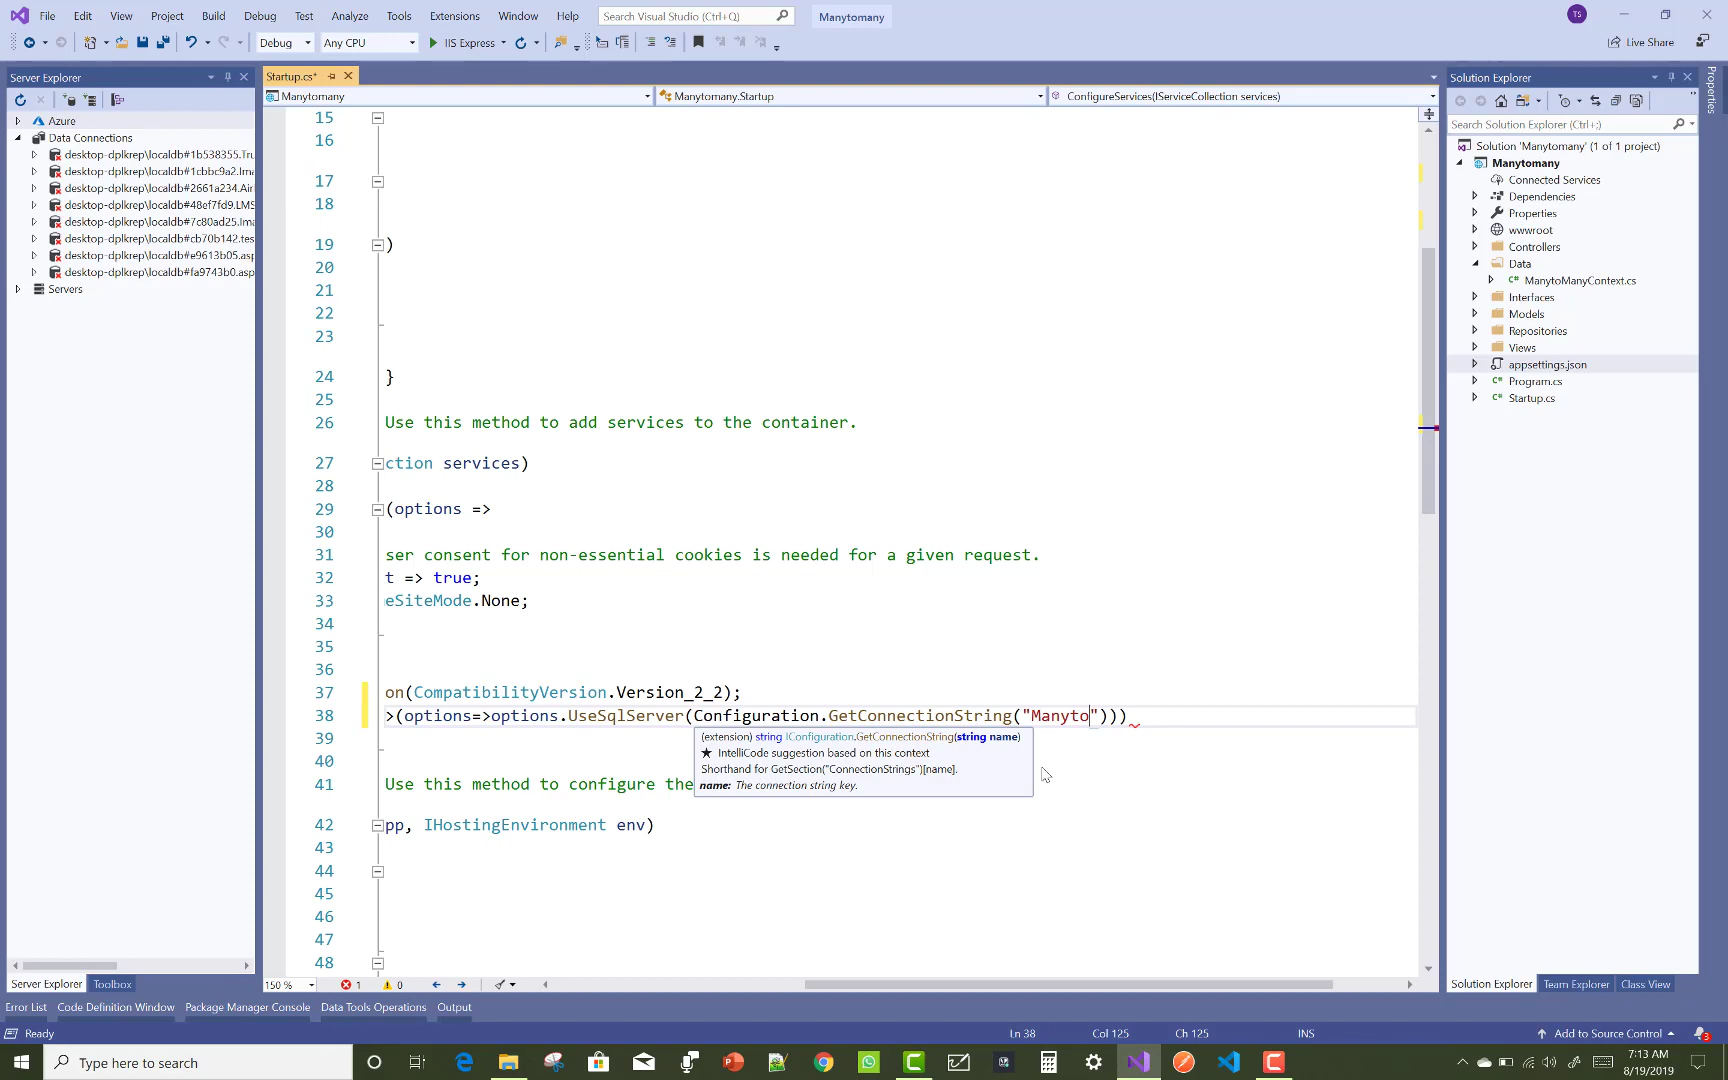 File Edit View Project Build Debug Test Analyze Tools Extensions Window Help Search Visual Studio (Ctrl+Q) Manytomany TS
Debug Any CPU IIS Express Live Share
Server Explorer
Azure
Data Connections
desktop-dplkrep\localdb#1b538355.Tru
desktop-dplkrep\localdb#1cbbc9a2.Ima
desktop-dplkrep\localdb#2661a234.Airl
desktop-dplkrep\localdb#48ef7fd9.LMS
desktop-dplkrep\localdb#7c80ad25.Ima
desktop-dplkrep\localdb#cb70b142.tes
desktop-dplkrep\localdb#e9613b05.asp
desktop-dplkrep\localdb#fa9743b0.asp
Servers
Startup.cs*
Manytomany Manytomany.Startup ConfigureServices(IServiceCollection services)
15
16
17
18
19 )
20
21
22
23
24 }
25
26 Use this method to add services to the container.
27 ction services)
28
29 (options =>
30
31 ser consent for non-essential cookies is needed for a given request.
32 t => true;
33 eSiteMode.None;
34
35
36
37 on(CompatibilityVersion.Version_2_2);
38 >(options=>options.UseSqlServer(Configuration.GetConnectionString("Manyto")))
39
40
41 Use this method to configure the
42 pp, IHostingEnvironment env)
43
44
45
46
47
48
(extension) string IConfiguration.GetConnectionString(string name)
★ IntelliCode suggestion based on this context
Shorthand for GetSection("ConnectionStrings")[name].
name: The connection string key.
150 % 1 0
Solution Explorer
Search Solution Explorer (Ctrl+;)
Solution 'Manytomany' (1 of 1 project)
Manytomany
Connected Services
Dependencies
Properties
wwwroot
Controllers
Data
C# ManytoManyContext.cs
Interfaces
Models
Repositories
Views
appsettings.json
C# Program.cs
C# Startup.cs
Properties
Server Explorer Toolbox
Solution Explorer Team Explorer Class View
Error List Code Definition Window Package Manager Console Data Tools Operations Output
Ready Ln 38 Col 125 Ch 125 INS Add to Source Control 3
Type here to search
7:13 AM
8/19/2019